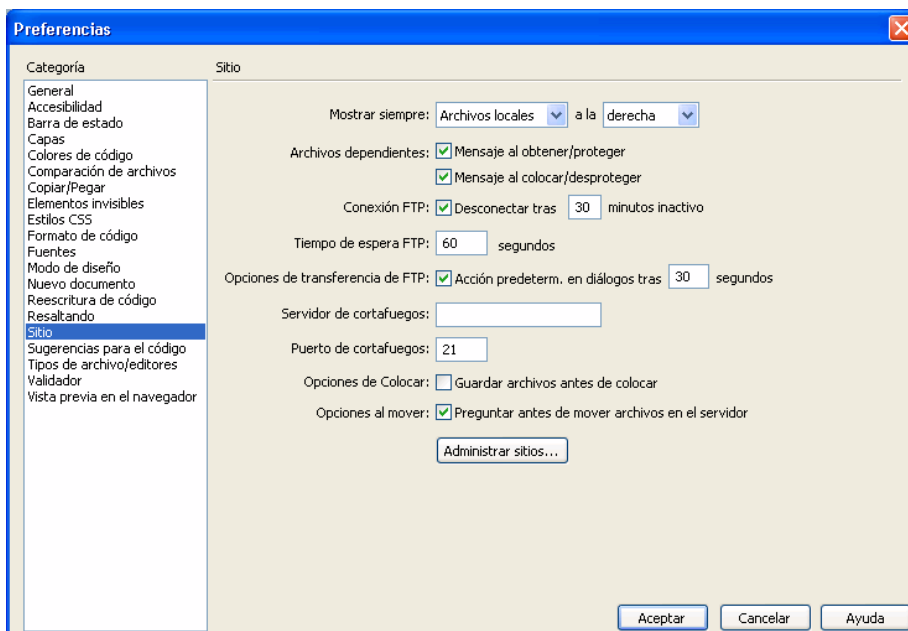 Preferencias
Categoría
General
Accesibilidad
Barra de estado
Capas
Colores de código
Comparación de archivos
Copiar/Pegar
Elementos invisibles
Estilos CSS
Formato de código
Fuentes
Modo de diseño
Nuevo documento
Reescritura de código
Resaltando
Sitio
Sugerencias para el código
Tipos de archivo/editores
Validador
Vista previa en el navegador
Sitio
Mostrar siempre: Archivos locales a la derecha
Archivos dependientes: Mensaje al obtener/proteger
Mensaje al colocar/desproteger
Conexión FTP: Desconectar tras 30 minutos inactivo
Tiempo de espera FTP: 60 segundos
Opciones de transferencia de FTP: Acción predeterm. en diálogos tras 30 segundos
Servidor de cortafuegos:
Puerto de cortafuegos: 21
Opciones de Colocar: Guardar archivos antes de colocar
Opciones al mover: Preguntar antes de mover archivos en el servidor
Administrar sitios...
Aceptar Cancelar Ayuda